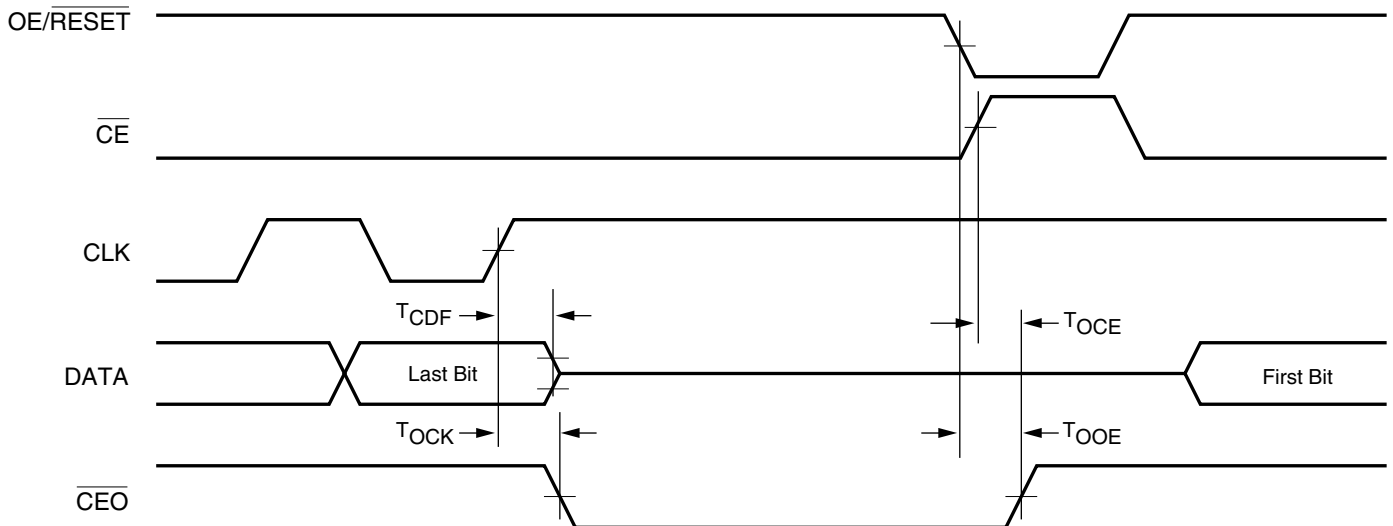 OE/RESET
CE
CLK
TCDF
TOCE
DATA
Last Bit
First Bit
TOCK
TOOE
CEO